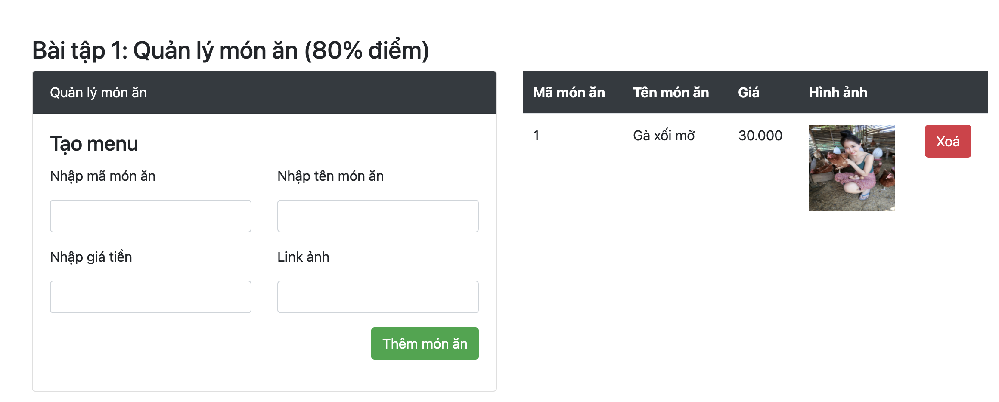 Bài tập 1: Quản lý món ăn (80% điểm)
Quản lý món ăn
Tạo menu
Nhập mã món ăn
Nhập tên món ăn
Nhập giá tiền
Link ảnh
Thêm món ăn
Mã món ăn Tên món ăn Giá Hình ảnh
1 Gà xối mỡ 30.000 Xoá